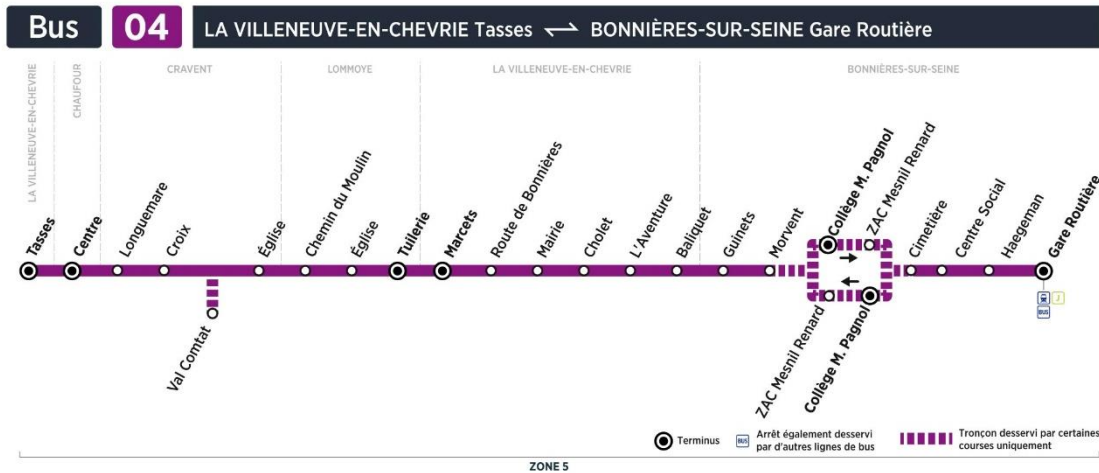 Bus 04 LA VILLENEUVE-EN-CHEVRIE Tasses BONNIÈRES-SUR-SEINE Gare Routière
LA VILLENEUVE-EN-CHEVRIE
CHAUFOUR
CRAVENT
LOMMOYE
LA VILLENEUVE-EN-CHEVRIE
BONNIÈRES-SUR-SEINE
Tasses
Centre
Longuemare
Croix
Val Comtat
Église
Chemin du Moulin
Église
Tuilerie
Marcets
Route de Bonnières
Mairie
Cholet
L'Aventure
Baliquet
Guinets
Morvent
Collège M. Pagnol
ZAC Mesnil Renard
ZAC Mesnil Renard
Collège M. Pagnol
Cimetière
Centre Social
Haegeman
Gare Routière
J
BUS
Terminus
BUS
Arrêt également desservi
par d'autres lignes de bus
Tronçon desservi par certaines
courses uniquement
ZONE 5